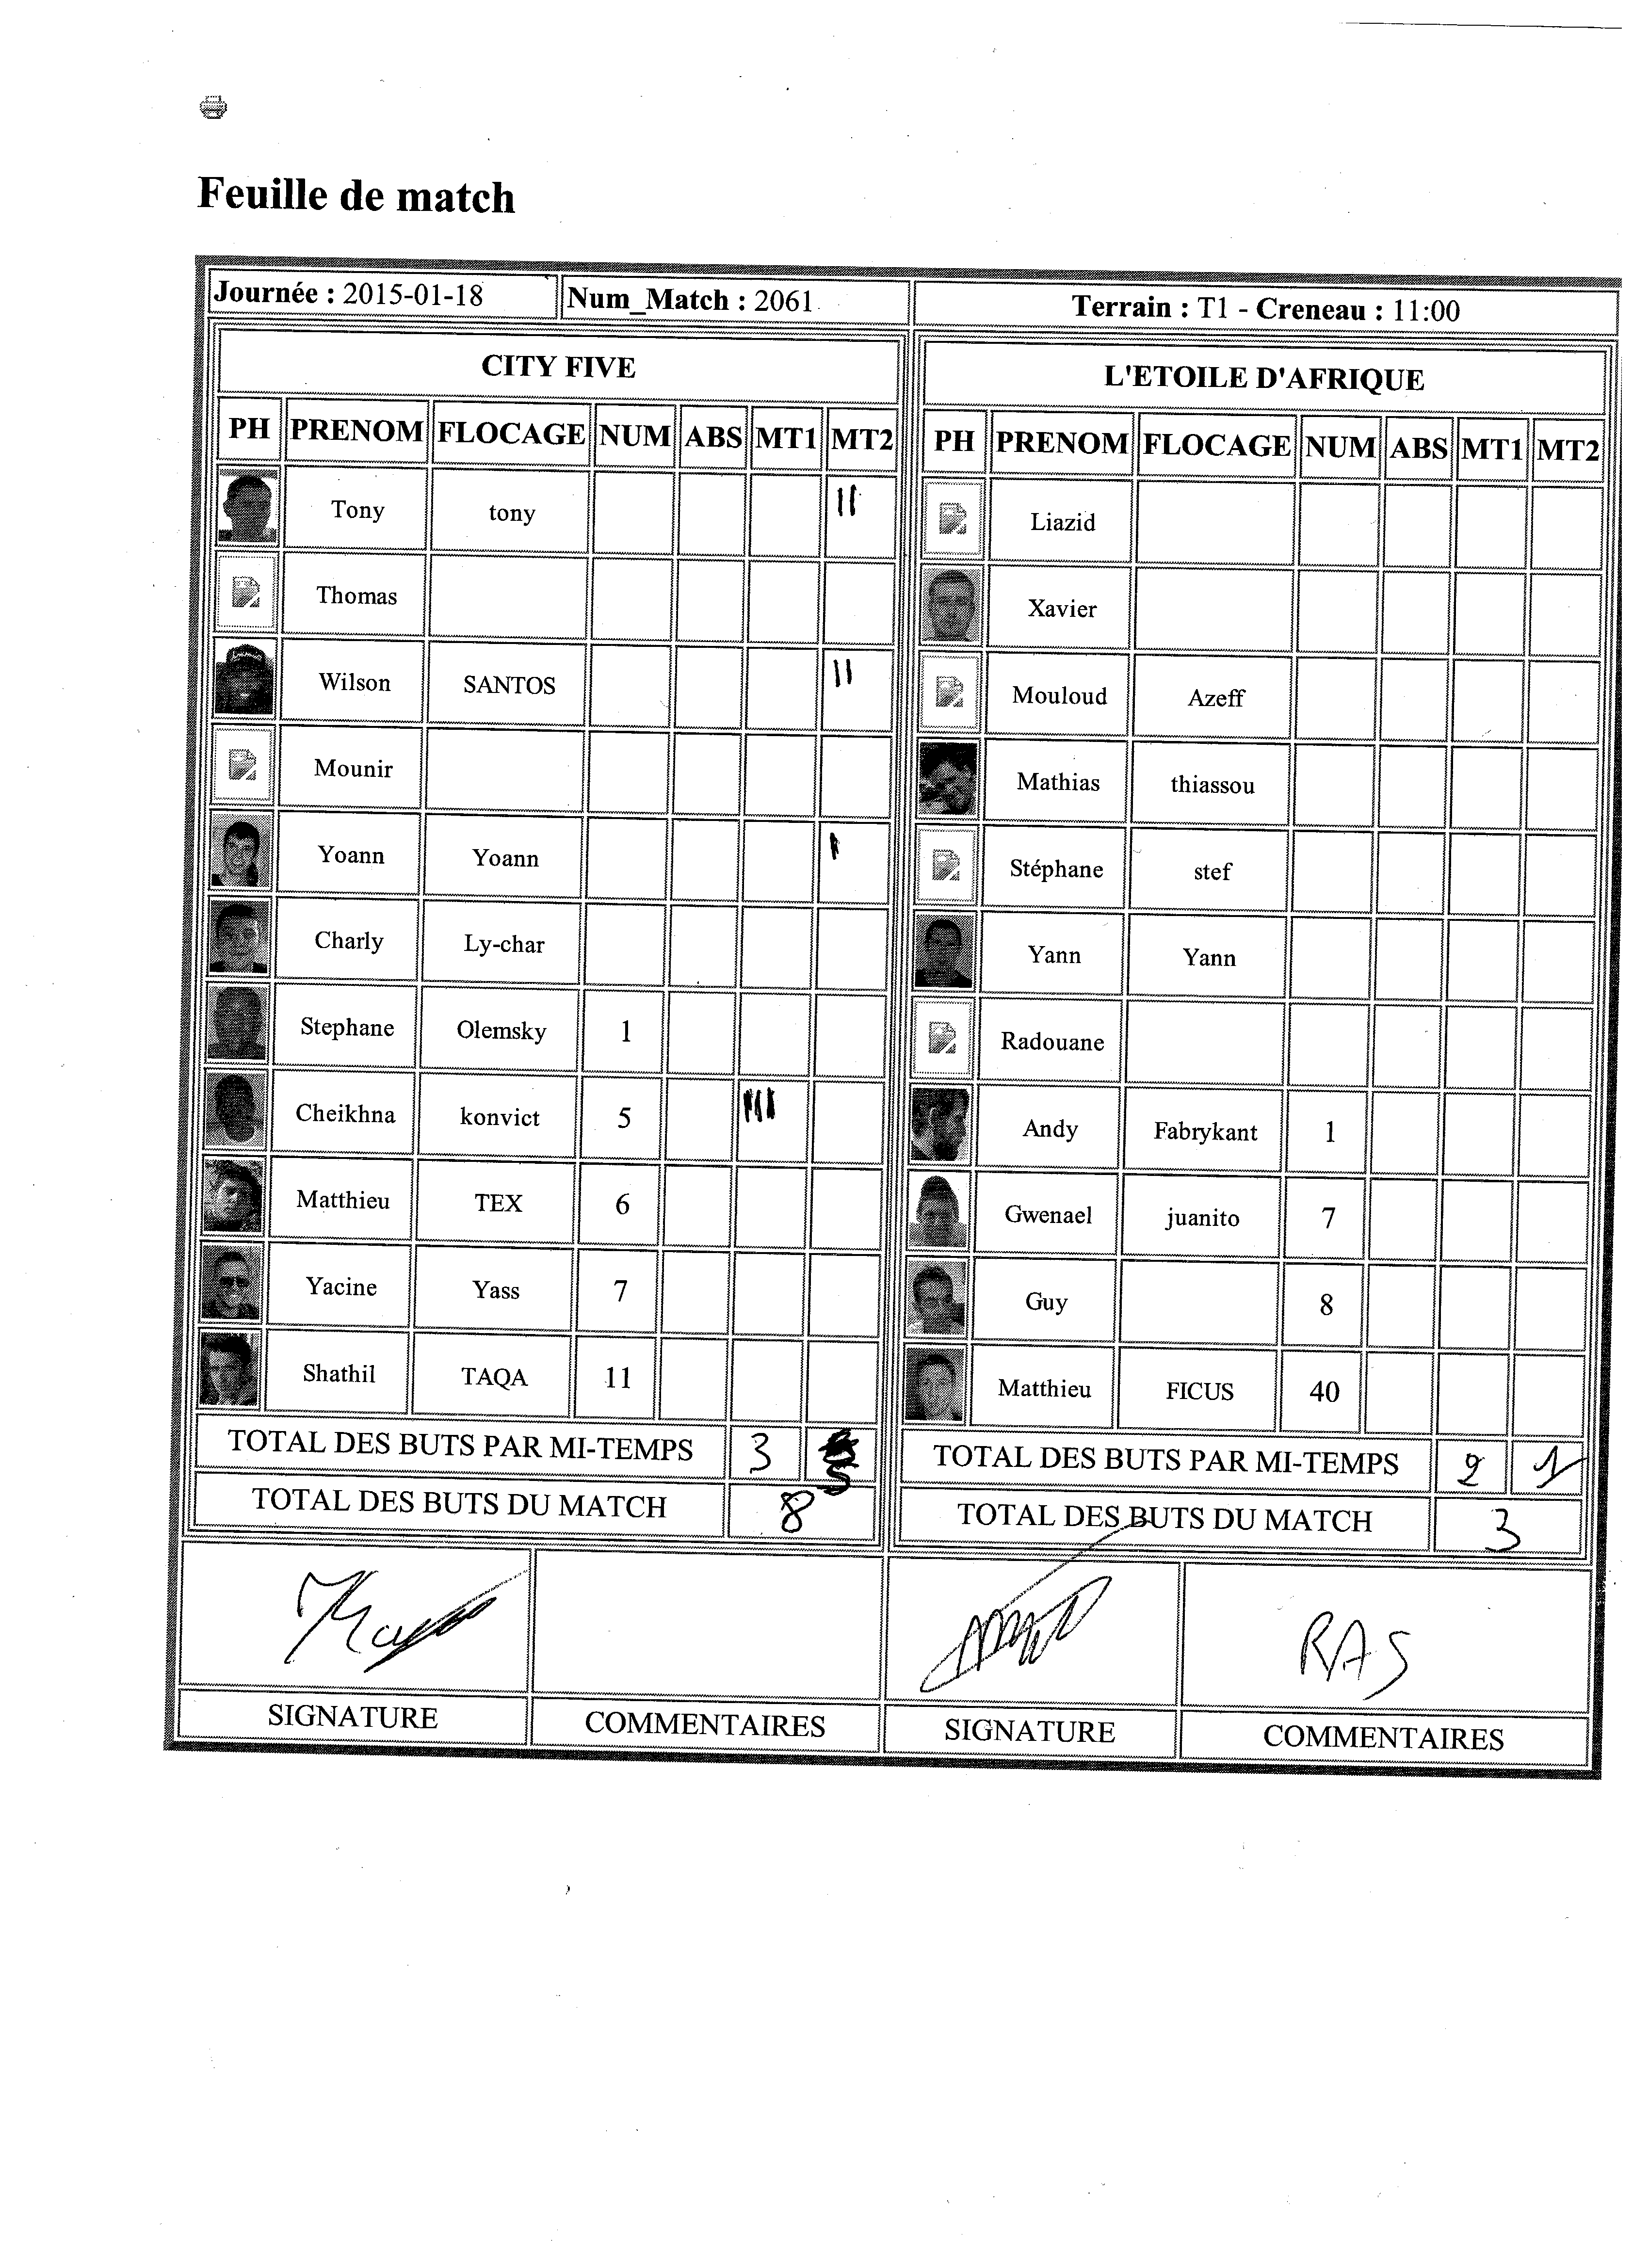 Feuille de match
Journée : 2015-01-18 Num_Match : 2061 Terrain : T1 - Creneau : 11:00
CITY FIVE L'ETOILE D'AFRIQUE
PH PRENOM FLOCAGE NUM ABS MT1 MT2 PH PRENOM FLOCAGE NUM ABS MT1 MT2
Tony tony II Liazid
Thomas Xavier
Wilson SANTOS II Mouloud Azeff
Mounir Mathias thiassou
Yoann Yoann I Stéphane stef
Charly Ly-char Yann Yann
Stephane Olemsky 1 Radouane
Cheikhna konvict 5 III Andy Fabrykant 1
Matthieu TEX 6 Gwenael juanito 7
Yacine Yass 7 Guy 8
Shathil TAQA 11 Matthieu FICUS 40
TOTAL DES BUTS PAR MI-TEMPS 3 5 TOTAL DES BUTS PAR MI-TEMPS 2 1
TOTAL DES BUTS DU MATCH 8 TOTAL DES BUTS DU MATCH 3
RAS
SIGNATURE COMMENTAIRES SIGNATURE COMMENTAIRES